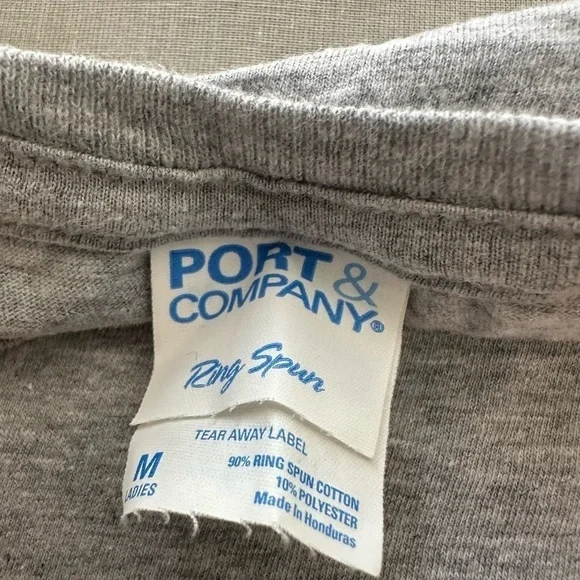 PORT &
COMPANY®
Ring Spun
TEAR AWAY LABEL
M
LADIES
90% RING SPUN COTTON
10% POLYESTER
Made In Honduras